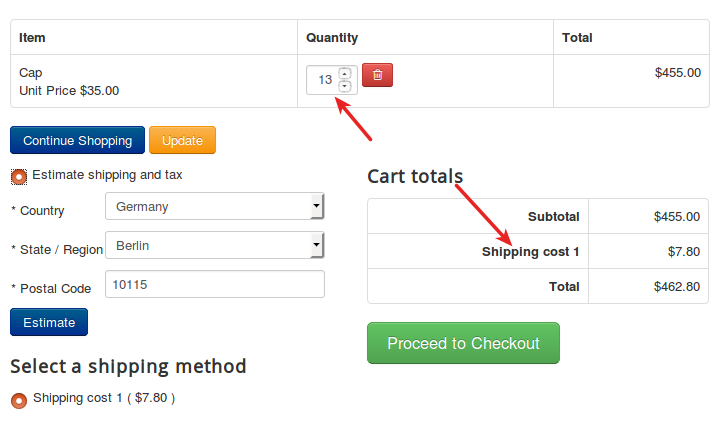 Item Quantity Total
Cap
Unit Price $35.00
13
$455.00
Continue Shopping Update
Estimate shipping and tax
* Country Germany
* State / Region Berlin
* Postal Code 10115
Estimate
Select a shipping method
Shipping cost 1 ( $7.80 )
Cart totals
Subtotal $455.00
Shipping cost 1 $7.80
Total $462.80
Proceed to Checkout